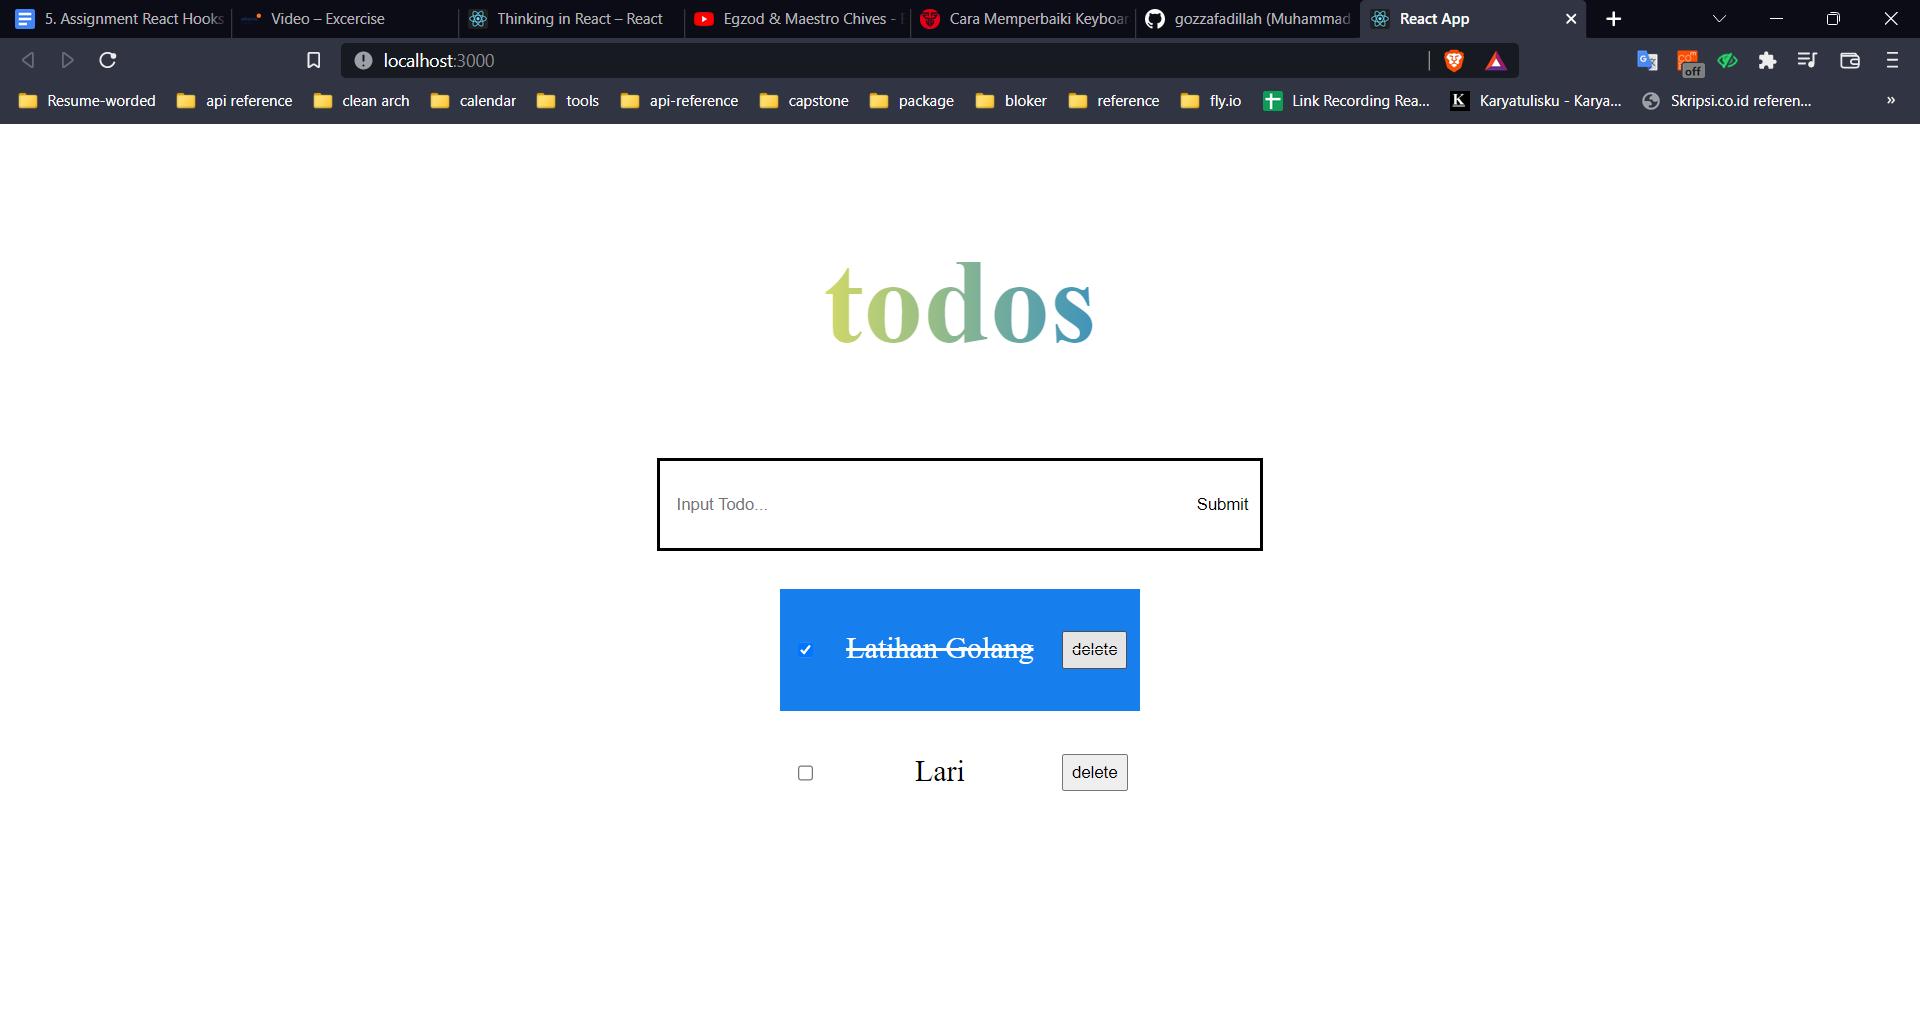 5. Assignment React Hooks
Video – Excercise
Thinking in React – React
Egzod & Maestro Chives -
Cara Memperbaiki Keyboar
gozzafadillah (Muhammad
React App
localhost:3000
off
Resume-worded
api reference
clean arch
calendar
tools
api-reference
capstone
package
bloker
reference
fly.io
Link Recording Rea...
Karyatulisku - Karya...
Skripsi.co.id referen...
»
todos
Input Todo...
Submit
Latihan Golang
delete
Lari
delete